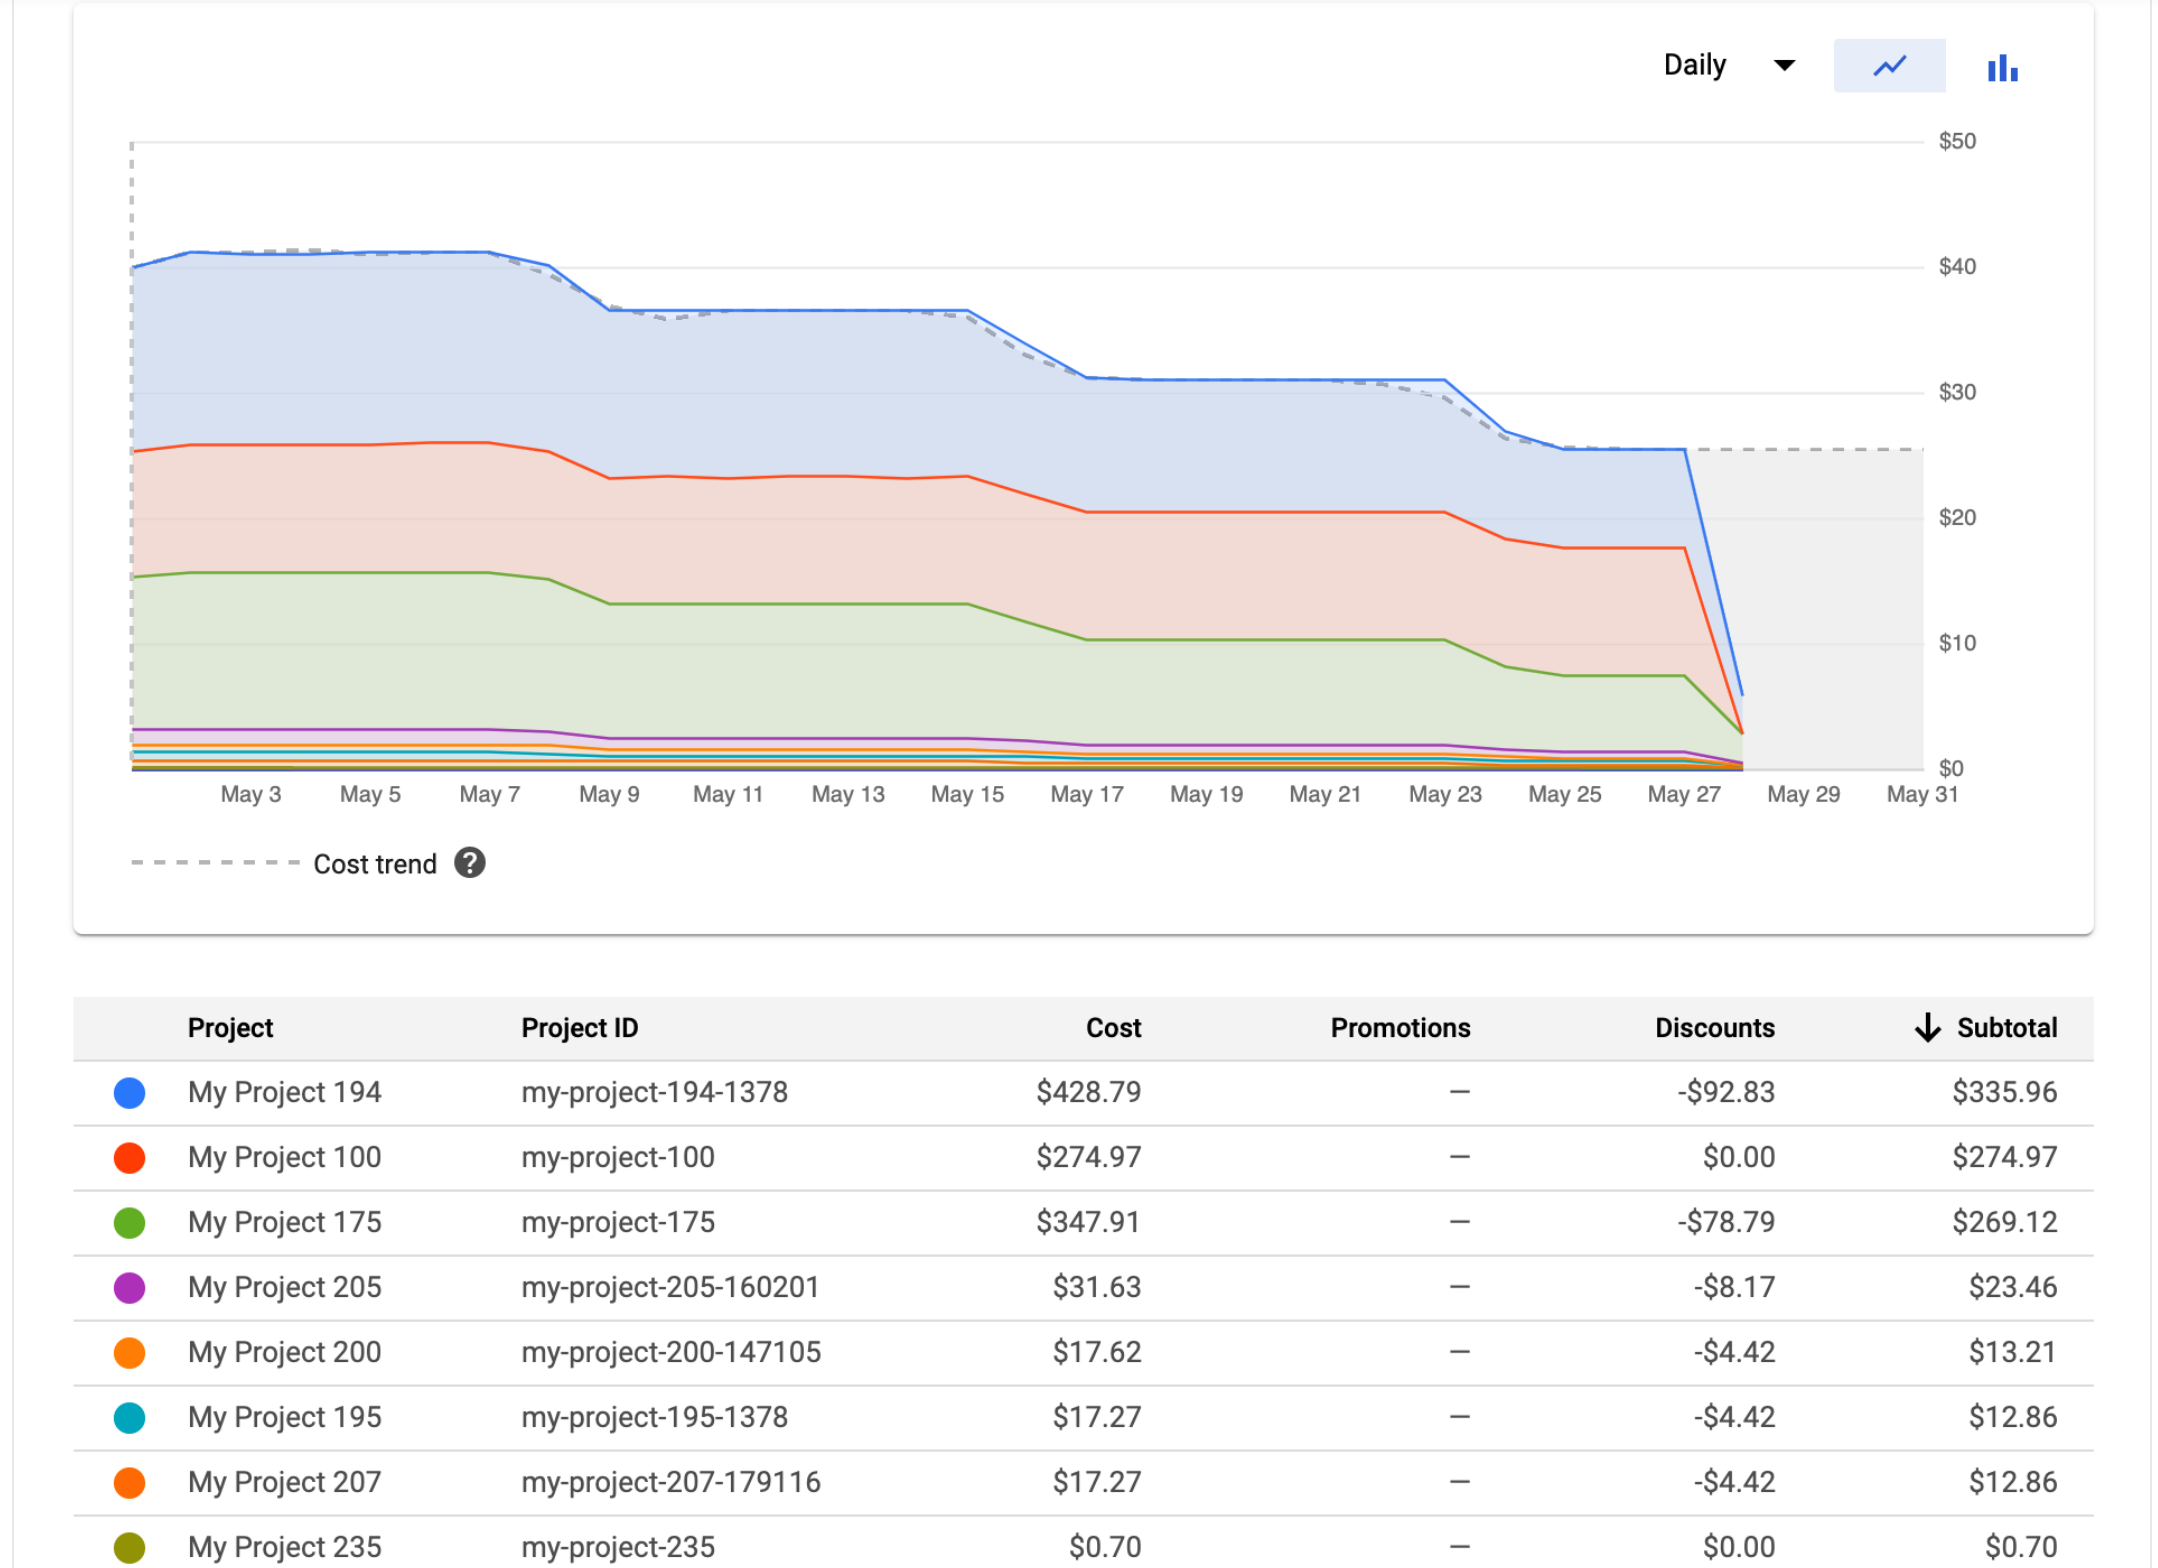 Daily
$50
$40
$30
$20
$10
$0
May 3 May 5 May 7 May 9 May 11 May 13 May 15 May 17 May 19 May 21 May 23 May 25 May 27 May 29 May 31
Cost trend ?
Project Project ID Cost Promotions Discounts ↓ Subtotal
My Project 194 my-project-194-1378 $428.79 — -$92.83 $335.96
My Project 100 my-project-100 $274.97 — $0.00 $274.97
My Project 175 my-project-175 $347.91 — -$78.79 $269.12
My Project 205 my-project-205-160201 $31.63 — -$8.17 $23.46
My Project 200 my-project-200-147105 $17.62 — -$4.42 $13.21
My Project 195 my-project-195-1378 $17.27 — -$4.42 $12.86
My Project 207 my-project-207-179116 $17.27 — -$4.42 $12.86
My Project 235 my-project-235 $0.70 — $0.00 $0.70